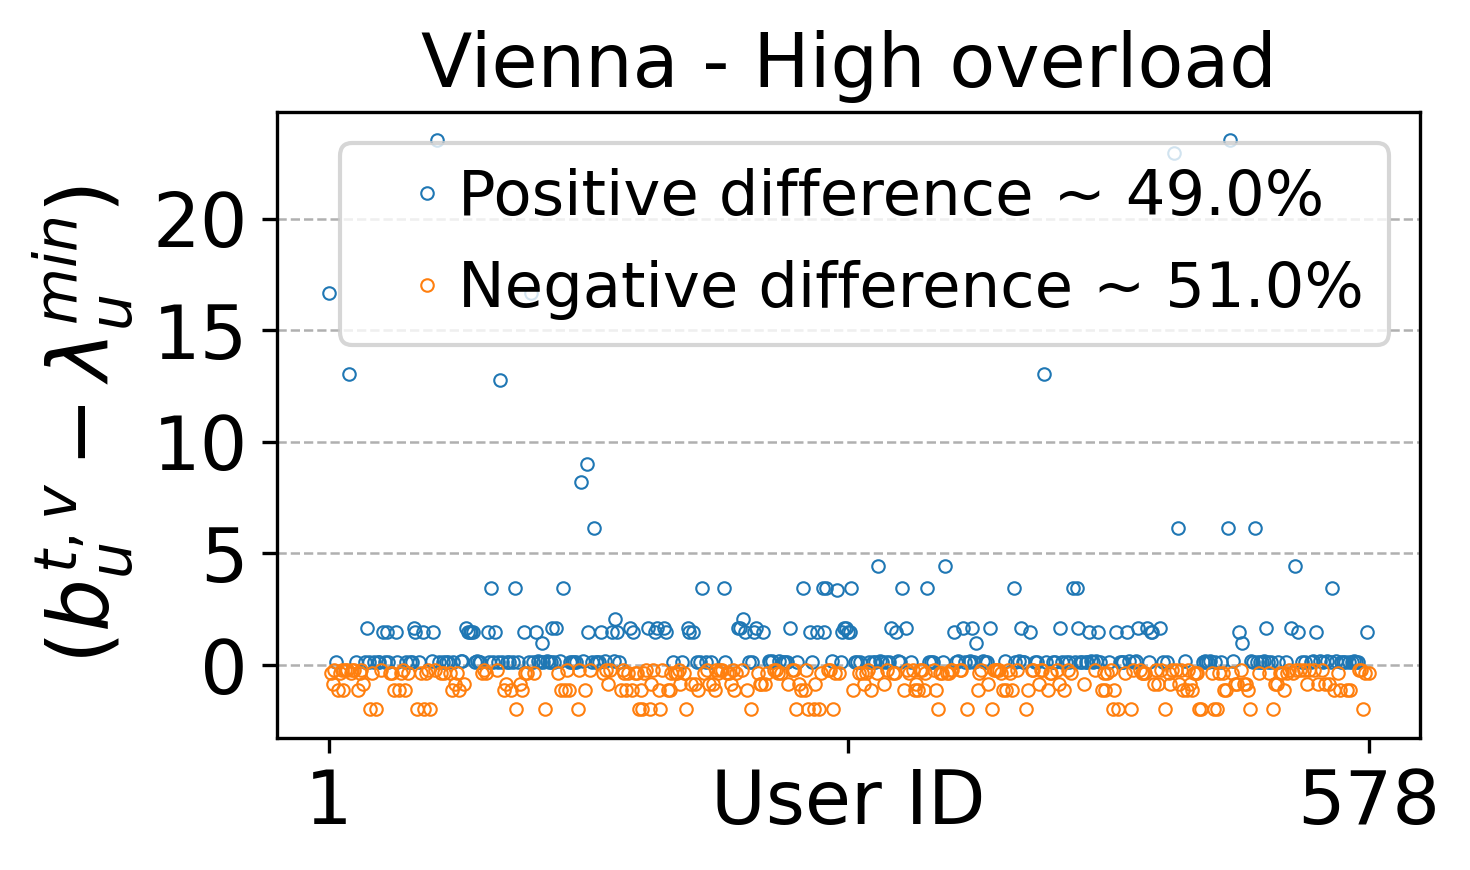 Vienna - High overload
(b_u^{t,v} − λ_u^{min})
20
15
10
5
0
Positive difference ~ 49.0%
Negative difference ~ 51.0%
1
User ID
578